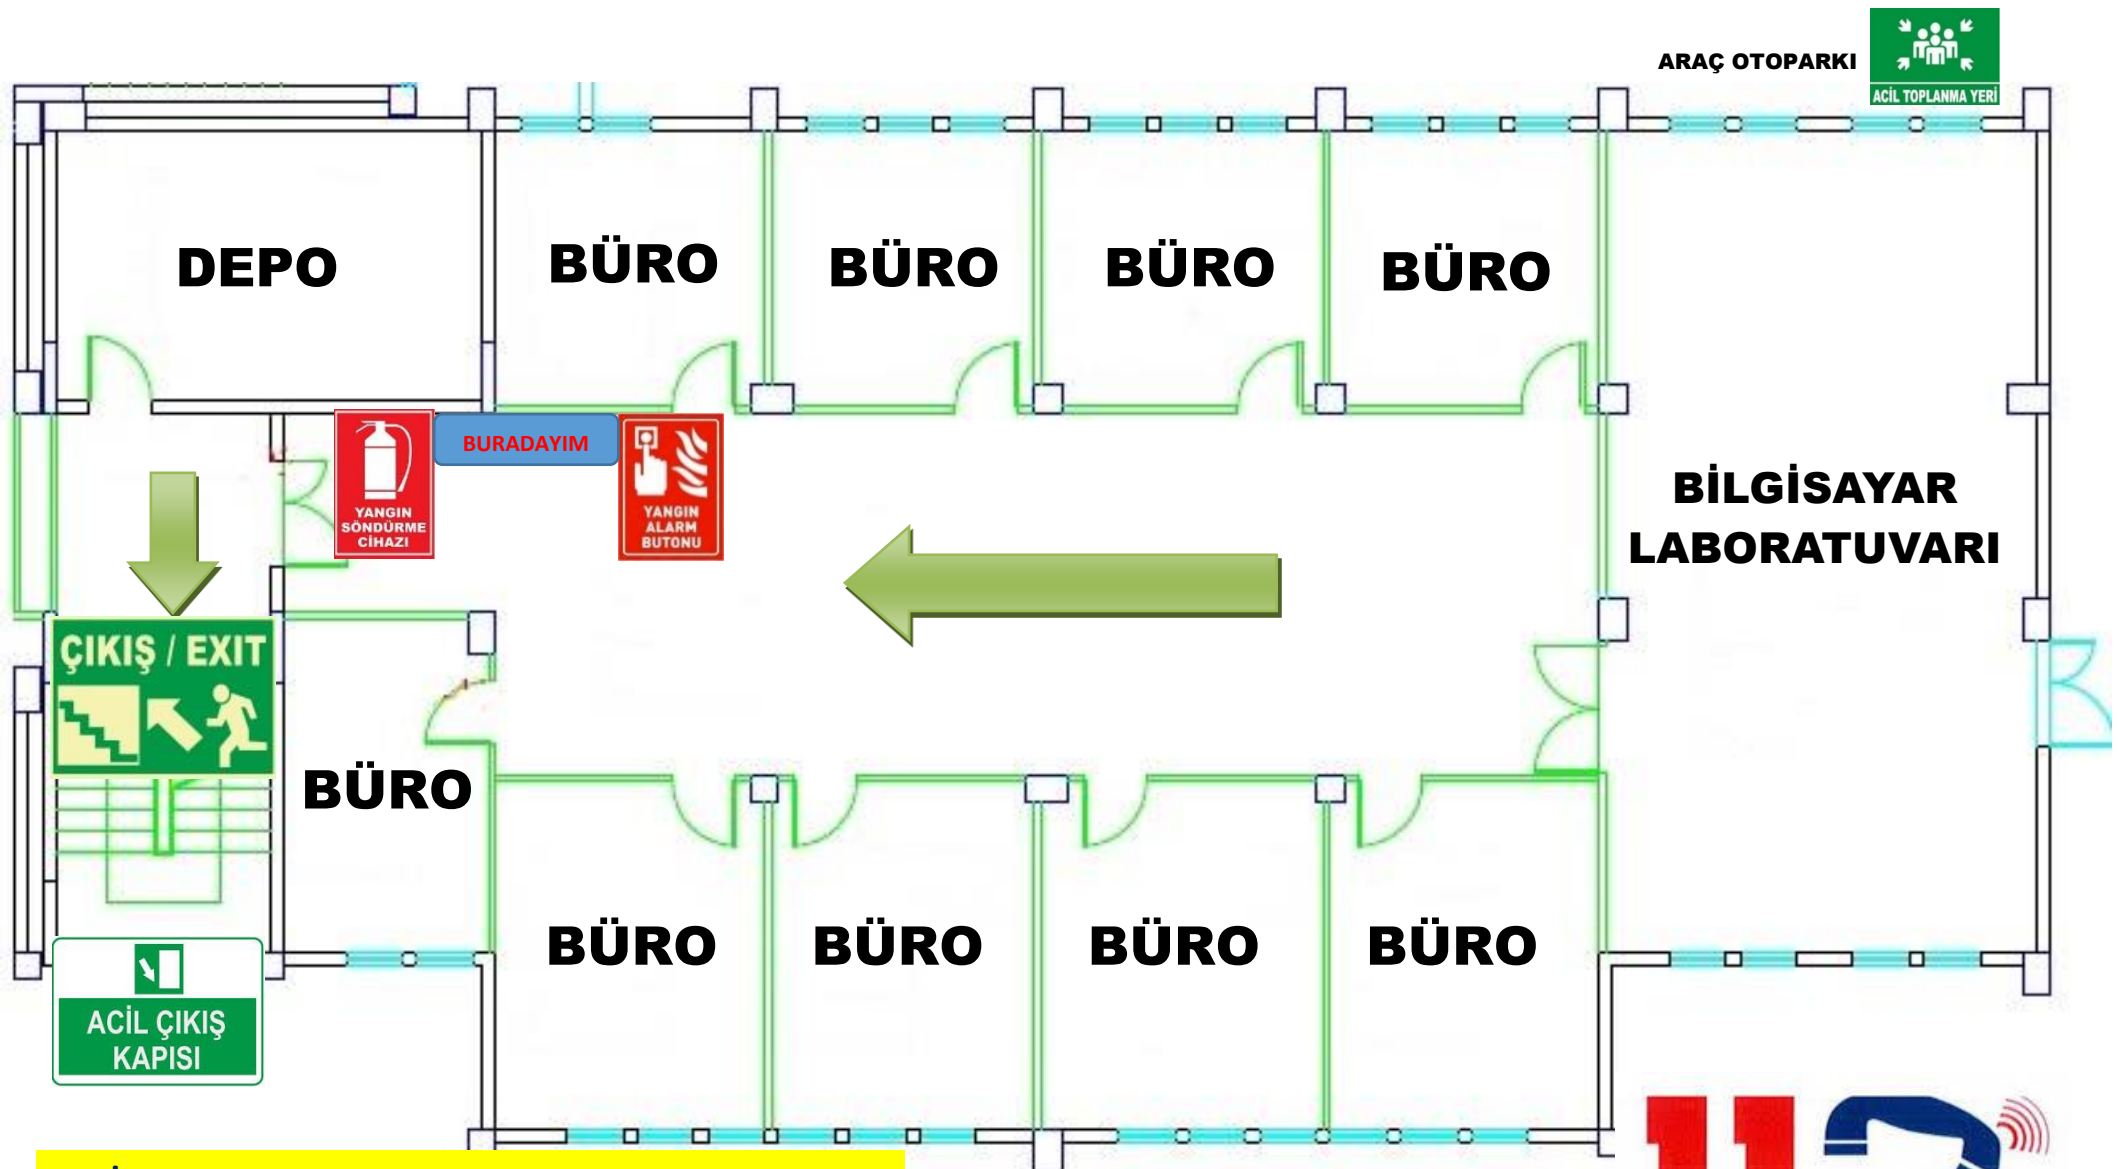 ARAÇ OTOPARKI
ACİL TOPLANMA YERİ
DEPO
BÜRO
BÜRO
BÜRO
BÜRO
YANGIN
SÖNDÜRME
CİHAZI
BURADAYIM
YANGIN
ALARM
BUTONU
BİLGİSAYAR
LABORATUVARI
ÇIKIŞ / EXIT
BÜRO
BÜRO
BÜRO
BÜRO
BÜRO
ACİL ÇIKIŞ
KAPISI